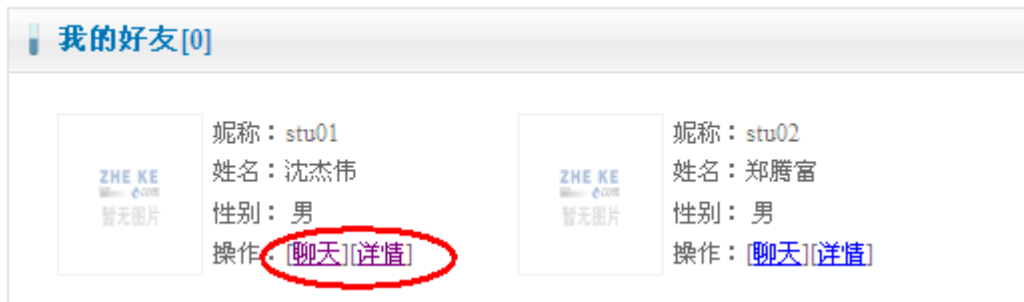 我的好友[0]
ZHE KE
com
暂无图片
妮称：stu01
姓名：沈杰伟
性别： 男
操作：[聊天][详情]
ZHE KE
com
暂无图片
妮称：stu02
姓名：郑腾富
性别： 男
操作：[聊天][详情]